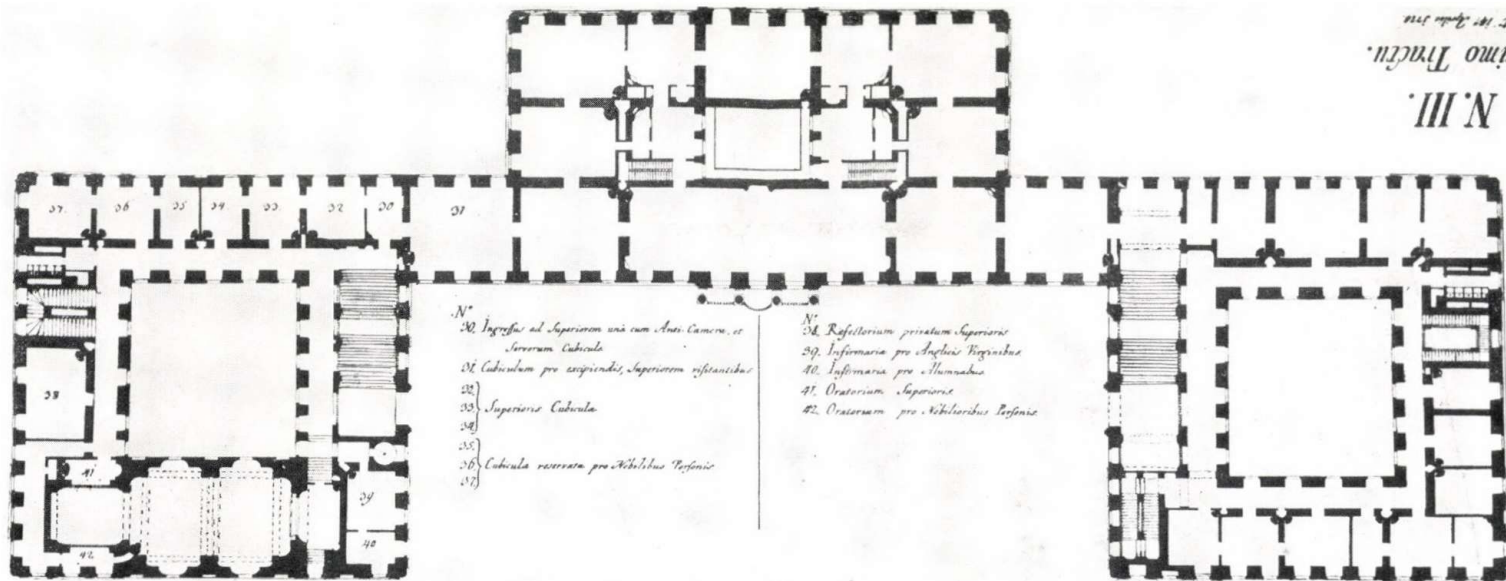 imo Tractu.
N. III.
37. 36 35 34 33 32 30 31
38
41
42
39
40
N°
30. Ingressus ad Superiorem unà cum Anti-Camera, et
Servorum Cubicula
31. Cubiculum pro excipiendis, Superiorem visitantibus
32.
33. Superioris Cubicula
34.
35.
36. Cubicula reservata pro Nobilibus Personis
37.
N°
38. Refectorium privatum Superioris
39. Infirmaria pro Anglicis Virginibus
40. Infirmaria pro Alumnabus
41. Oratorium Superioris
42. Oratorium pro Nobilioribus Personis